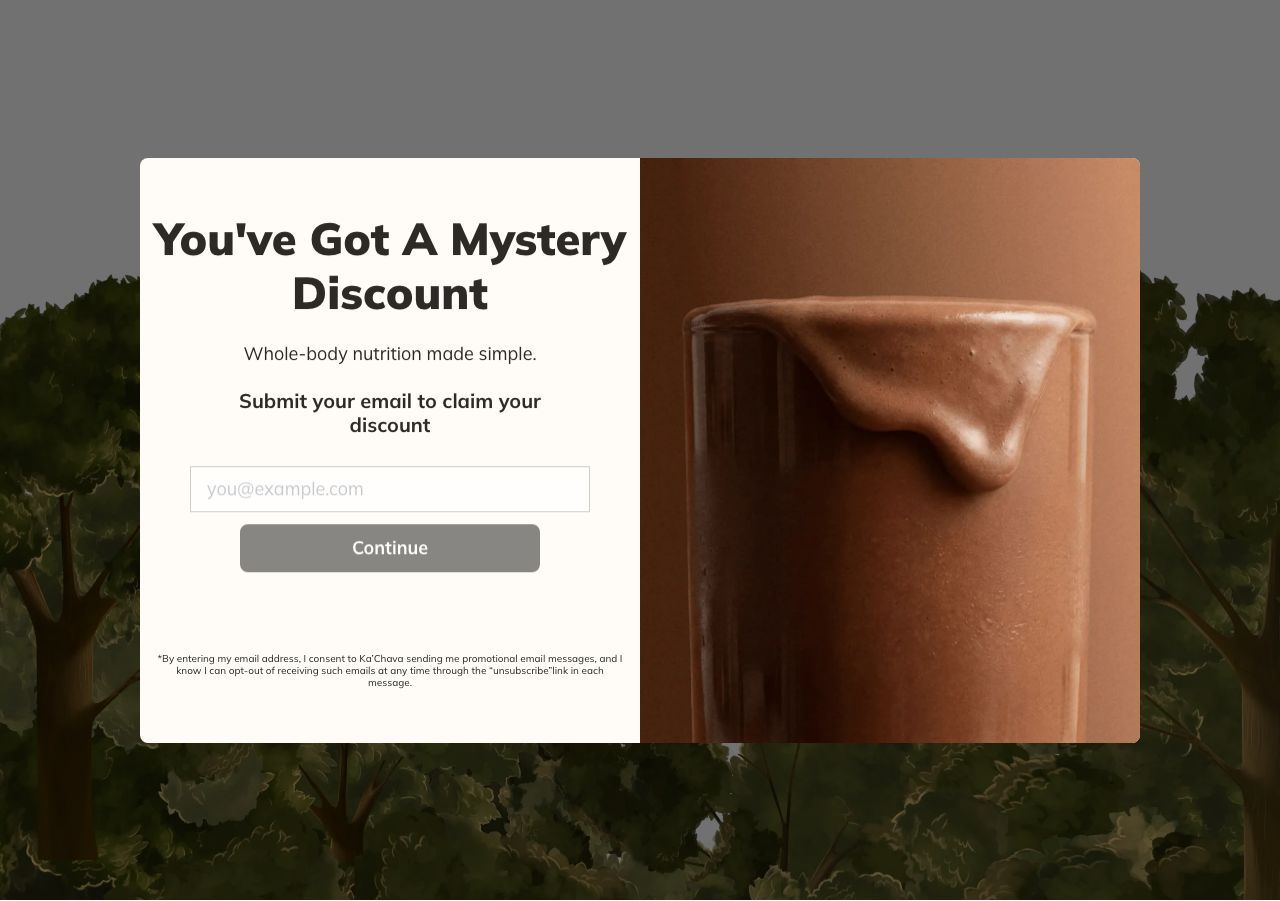 You've Got A Mystery
Discount
Whole-body nutrition made simple.
Submit your email to claim your
discount
you@example.com
Continue
*By entering my email address, I consent to Ka’Chava sending me promotional email messages, and I
know I can opt-out of receiving such emails at any time through the “unsubscribe”link in each
message.